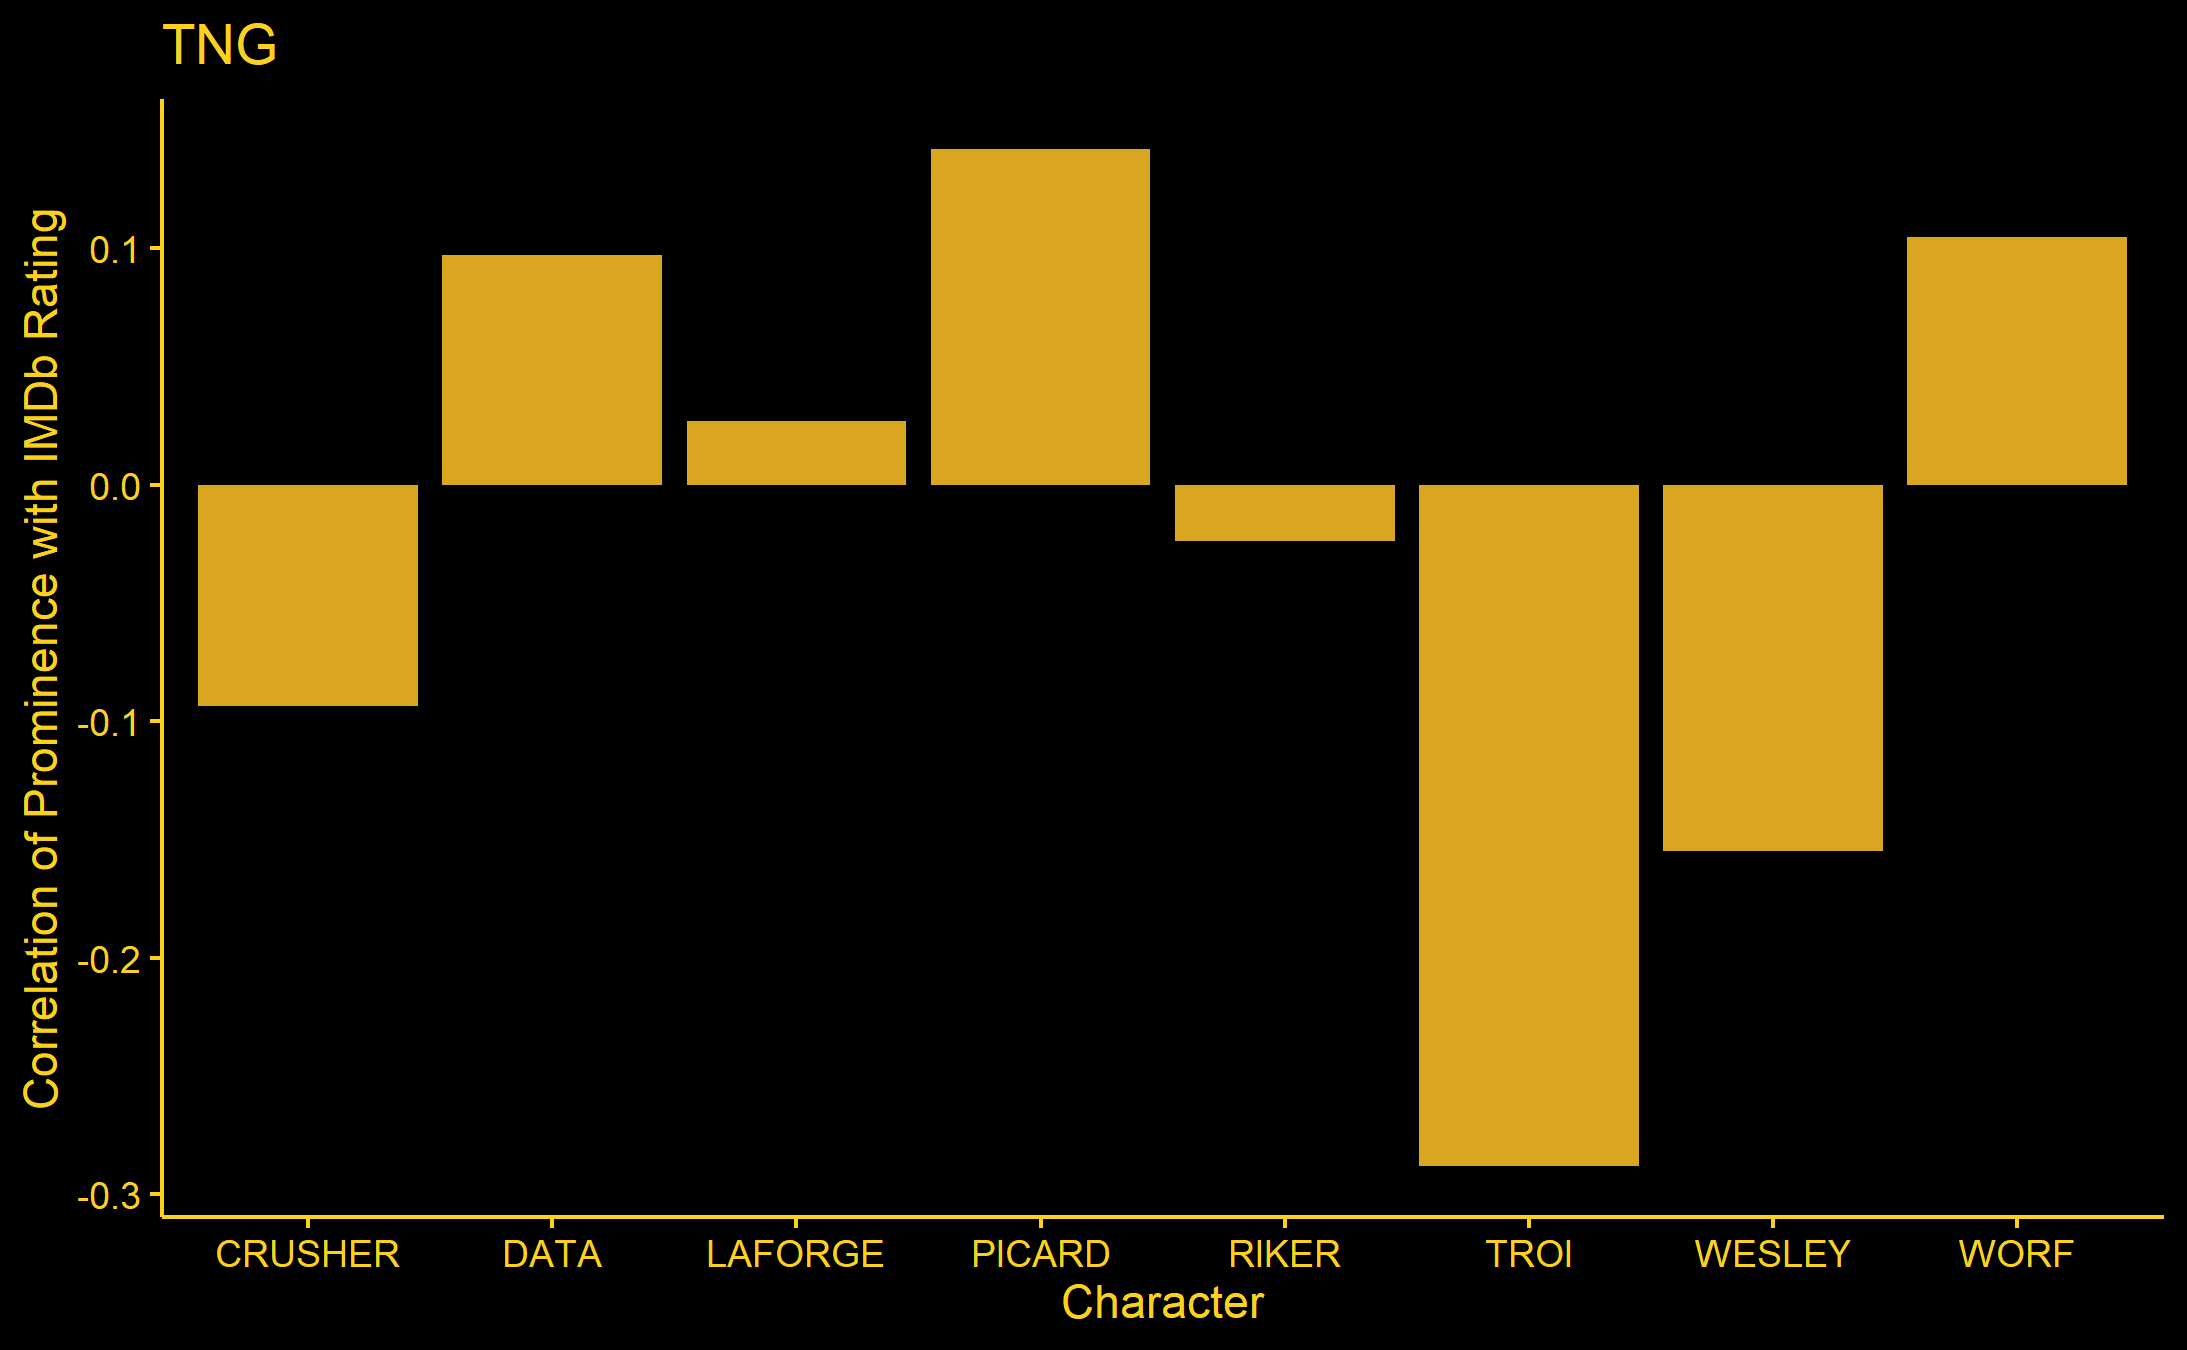 TNG
Correlation of Prominence with IMDb Rating
0.1
0.0
-0.1
-0.2
-0.3
CRUSHER DATA LAFORGE PICARD RIKER TROI WESLEY WORF
Character